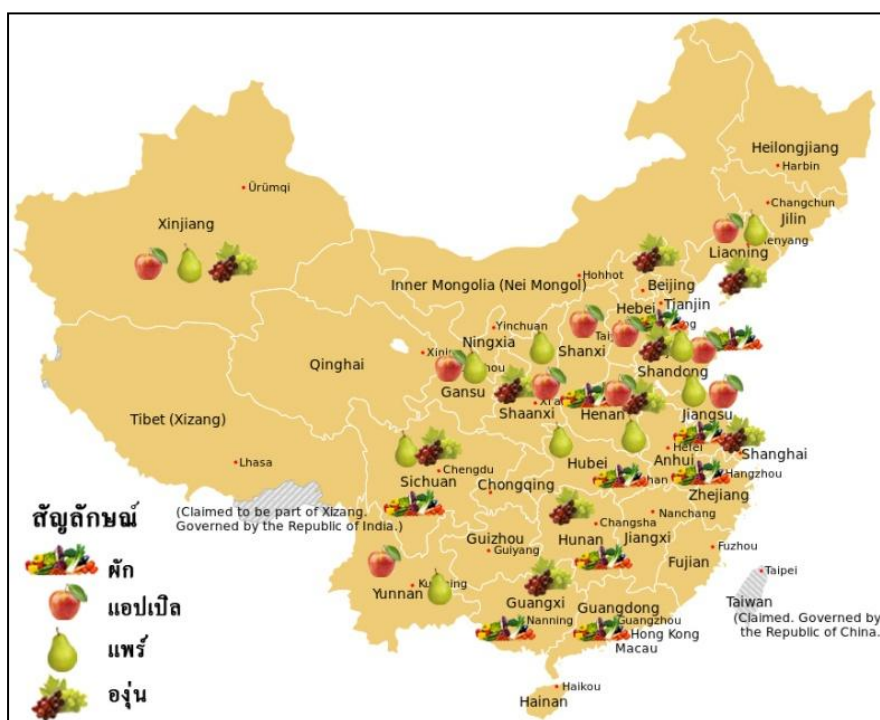 Heilongjiang
Harbin
Ürümqi
Changchun
Xinjiang
Jilin
Liaoning
Hohhot
Inner Mongolia (Nei Mongol)
Beijing
Hebei
Tianjin
Yinchuan
Ningxia
Shanxi
Qinghai
Shandong
Gansu
Shaanxi
Henan
Jiangsu
Tibet (Xizang)
Hefei
Lhasa
Chengdu
Hubei
Anhui
Shanghai
Sichuan
Chongqing
Hangzhou
Zhejiang
สัญลักษณ์
(Claimed to be part of Xizang.
Governed by the Republic of India.)
Changsha
Nanchang
Guizhou
Hunan
Jiangxi
Guiyang
Fuzhou
ผัก
Fujian
Taipei
Yunnan
Guangxi
Guangdong
Taiwan
แอปเปิล
Nanning
Guangzhou
(Claimed. Governed by
the Republic of China.
Hong Kong
Macau
แพร์
Haikou
องุ่น
Hainan